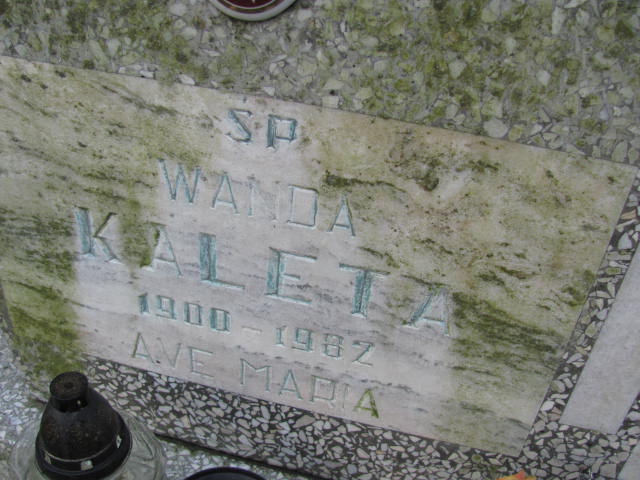 SP
WANDA
KALETA
1900-1982
AVE MARIA